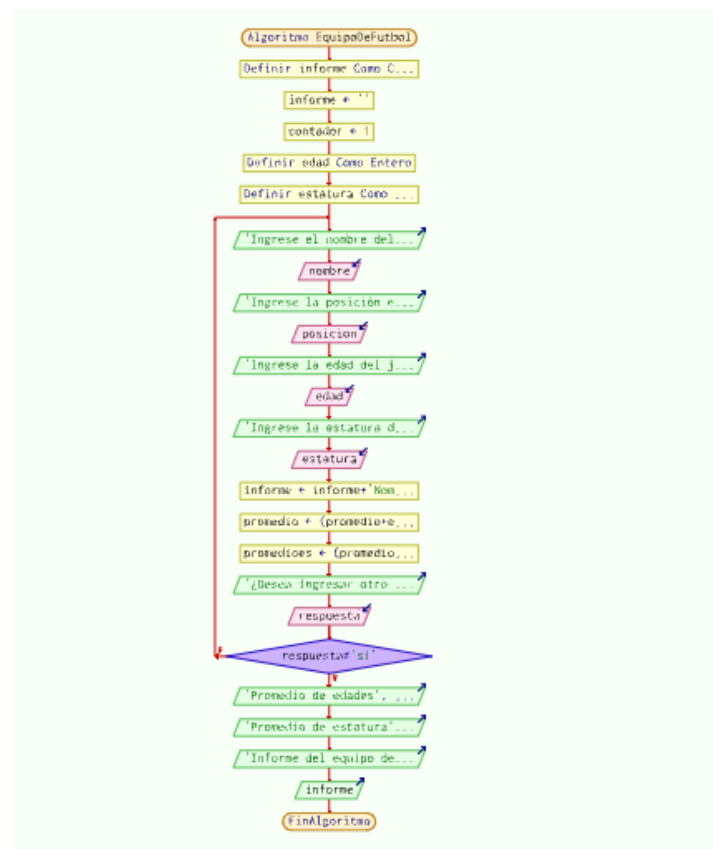 Algoritmo EquipoDeFutbol
Definir informe Como C...
informe ← ''
contador ← 1
Definir edad Como Entero
Definir estatura Como ...
'Ingrese el nombre del...
nombre
'Ingrese la posición e...
posicion
'Ingrese la edad del j...
edad
'Ingrese la estatura d...
estatura
informe ← informe+'Nom...
promedio ← (promedio+e...
promedioes ← (promedio...
'¿Desea ingresar otro ...
respuesta
F
respuesta≠'si'
V
'Promedio de edades', ...
'Promedio de estatura'...
'Informe del equipo de...
informe
FinAlgoritmo